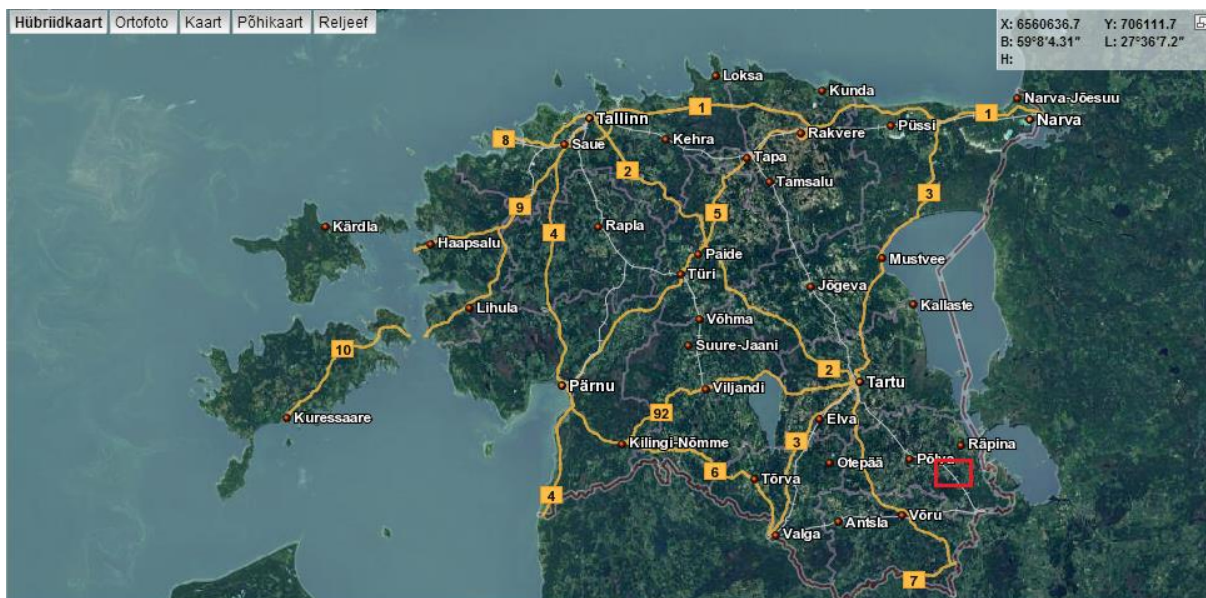 Hübriidkaart Ortofoto Kaart Põhikaart Reljeef
X: 6560636.7 Y: 706111.7
B: 59°8'4.31" L: 27°36'7.2"
H:
Loksa
Kunda
Narva-Jõesuu
1
1
Tallinn
Narva
8
Saue
Kehra
Rakvere
Püssi
Tapa
2
Tamsalu
3
9
5
Kärdla
Rapla
4
Haapsalu
Paide
Mustvee
Türi
Jõgeva
Lihula
Kallaste
Võhma
10
Suure-Jaani
2
Pärnu
Viljandi
Tartu
92
Kuressaare
Elva
Kilingi-Nõmme
3
Räpina
6
Otepää
Põlva
Tõrva
4
Antsla
Võru
Valga
7